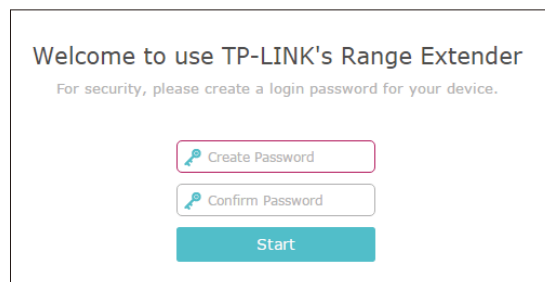 Welcome to use TP-LINK's Range Extender
For security, please create a login password for your device.
Create Password
Confirm Password
Start